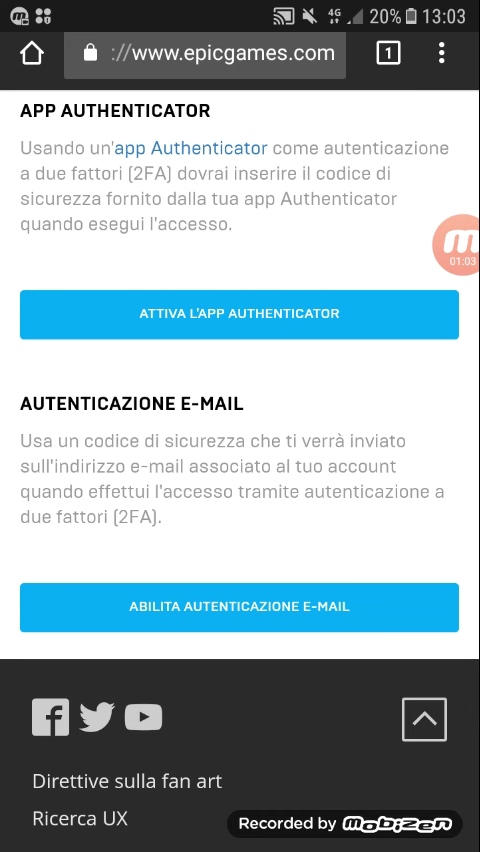 4G 20% 13:03
://www.epicgames.com 1
APP AUTHENTICATOR
Usando un'app Authenticator come autenticazione
a due fattori (2FA) dovrai inserire il codice di
sicurezza fornito dalla tua app Authenticator
quando esegui l'accesso.
m
01:03
ATTIVA L'APP AUTHENTICATOR
AUTENTICAZIONE E-MAIL
Usa un codice di sicurezza che ti verrà inviato
sull'indirizzo e-mail associato al tuo account
quando effettui l'accesso tramite autenticazione a
due fattori (2FA).
ABILITA AUTENTICAZIONE E-MAIL
Direttive sulla fan art
Ricerca UX
Recorded by mobizen